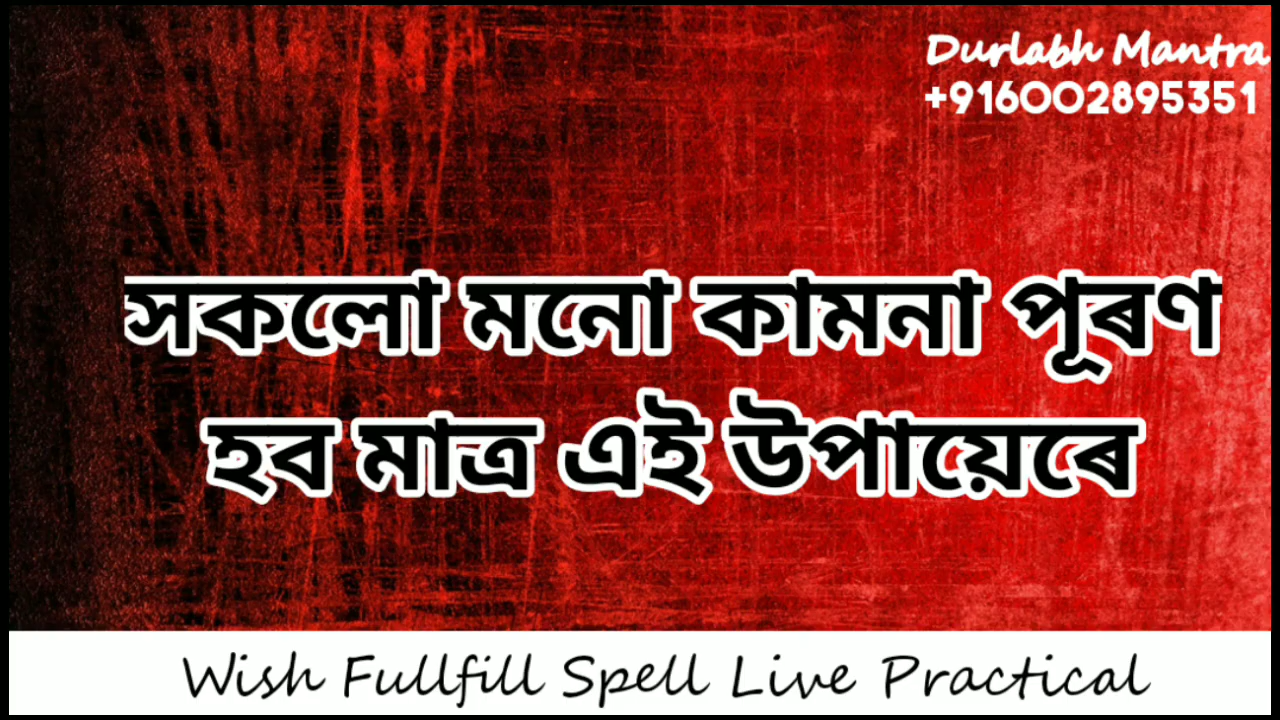 Durlabh Mantra
+916002895351
সকলো মনো কামনা পূৰণ
হব মাত্ৰ এই উপায়েৰে
Wish Fullfill Spell Live Practical